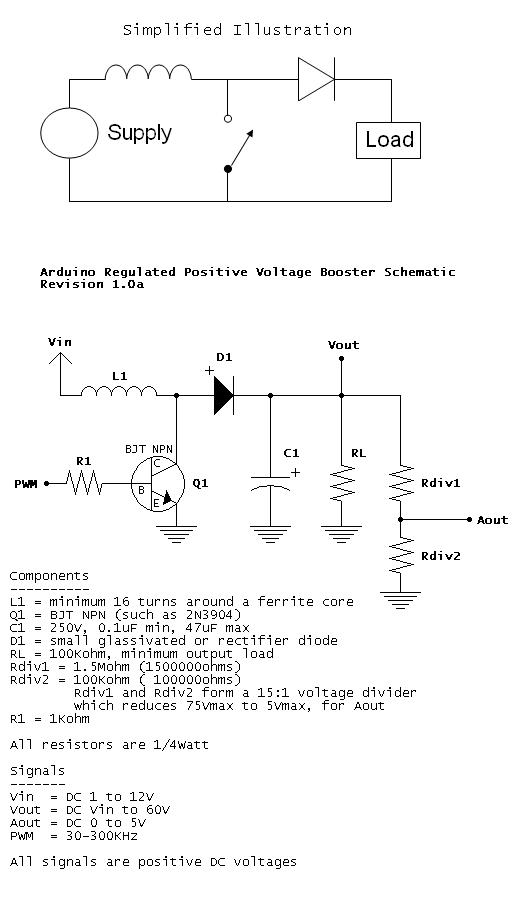 Simplified Illustration
Supply
Load
Arduino Regulated Positive Voltage Booster Schematic
Revision 1.0a
Vin
D1
+
Vout
L1
BJT NPN
C
C1
RL
R1
+
PWM
B
Q1
Rdiv1
E
Aout
Rdiv2
Components
----------
L1 = minimum 16 turns around a ferrite core
Q1 = BJT NPN (such as 2N3904)
C1 = 250V, 0.1uF min, 47uF max
D1 = small glassivated or rectifier diode
RL = 100Kohm, minimum output load
Rdiv1 = 1.5Mohm (1500000ohms)
Rdiv2 = 100Kohm ( 100000ohms)
Rdiv1 and Rdiv2 form a 15:1 voltage divider
which reduces 75Vmax to 5Vmax, for Aout
R1 = 1Kohm
All resistors are 1/4Watt
Signals
-------
Vin = DC 1 to 12V
Vout = DC Vin to 60V
Aout = DC 0 to 5V
PWM = 30-300KHz
All signals are positive DC voltages